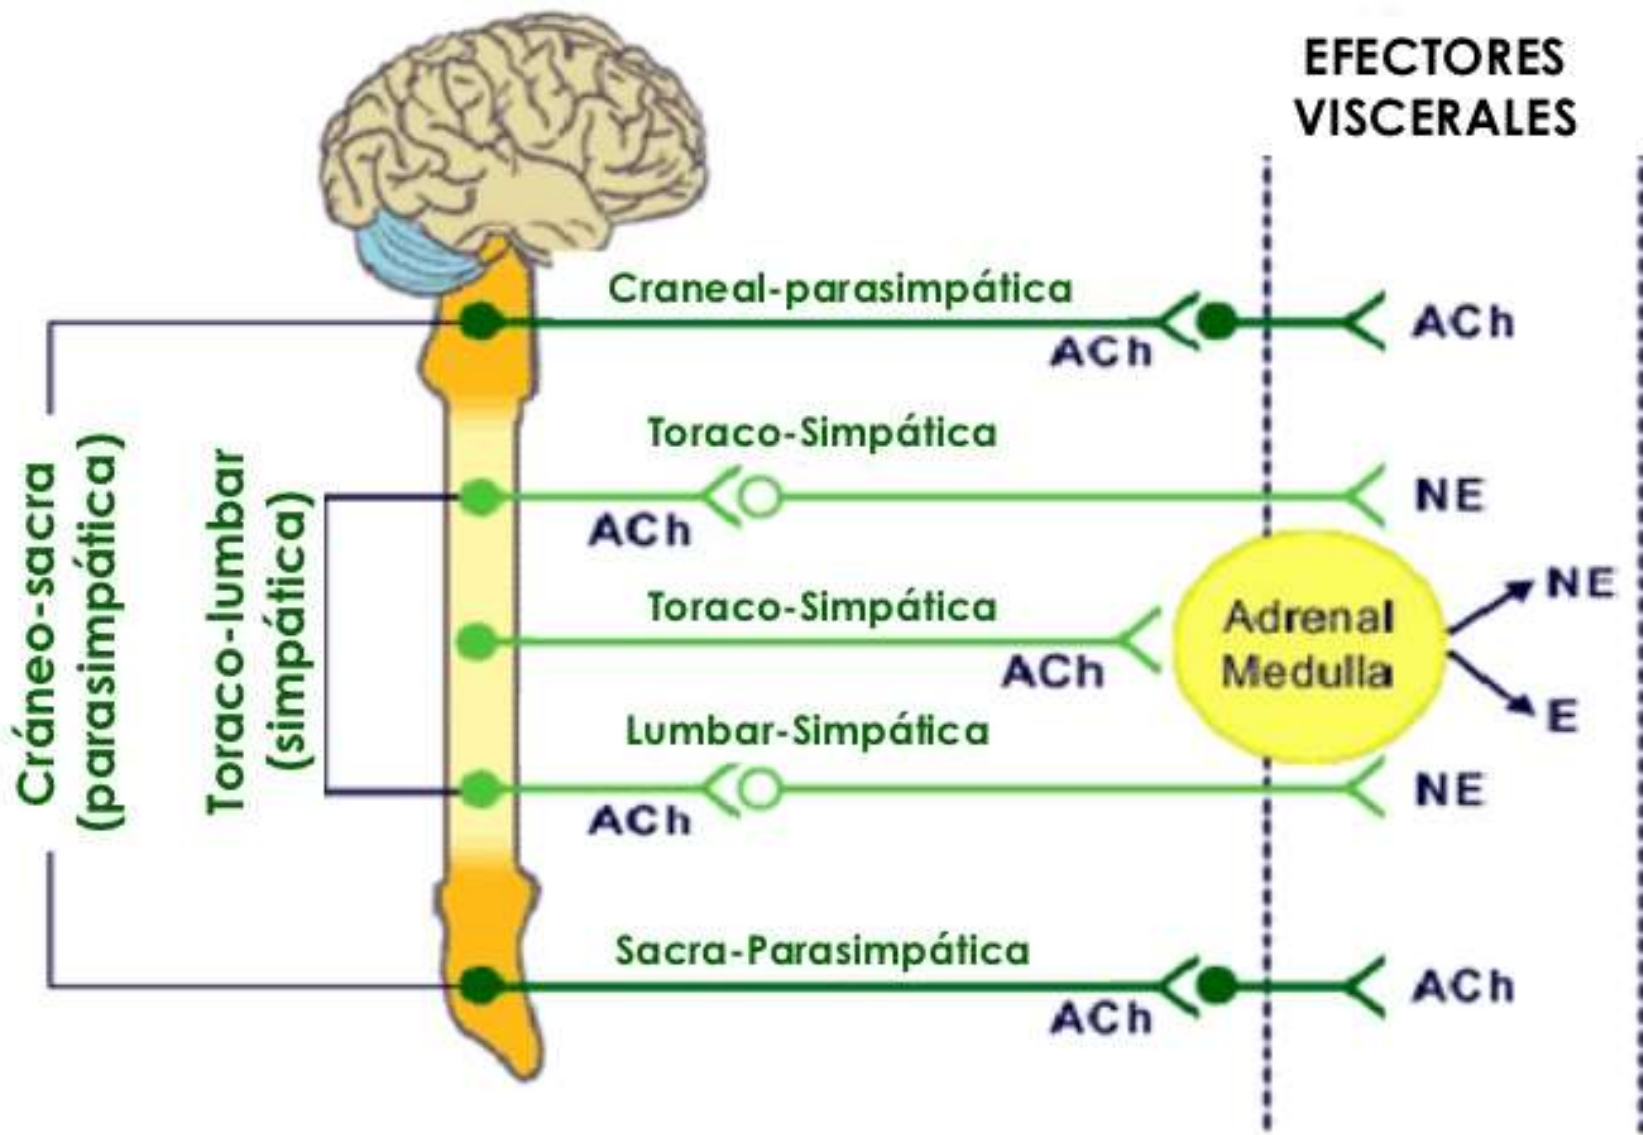 EFECTORES
VISCERALES
Craneal-parasimpática
ACh
ACh
Toraco-Simpática
ACh
NE
Toraco-Simpática
ACh
Adrenal
Medulla
NE
E
Lumbar-Simpática
ACh
NE
Sacra-Parasimpática
ACh
ACh
Cráneo-sacra
(parasimpática)
Toraco-lumbar
(simpática)